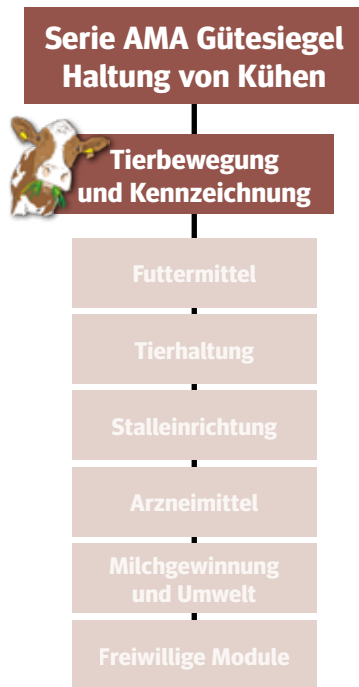 Serie AMA Gütesiegel
Haltung von Kühen
Tierbewegung
und Kennzeichnung
Futtermittel
Tierhaltung
Stalleinrichtung
Arzneimittel
Milchgewinnung
und Umwelt
Freiwillige Module